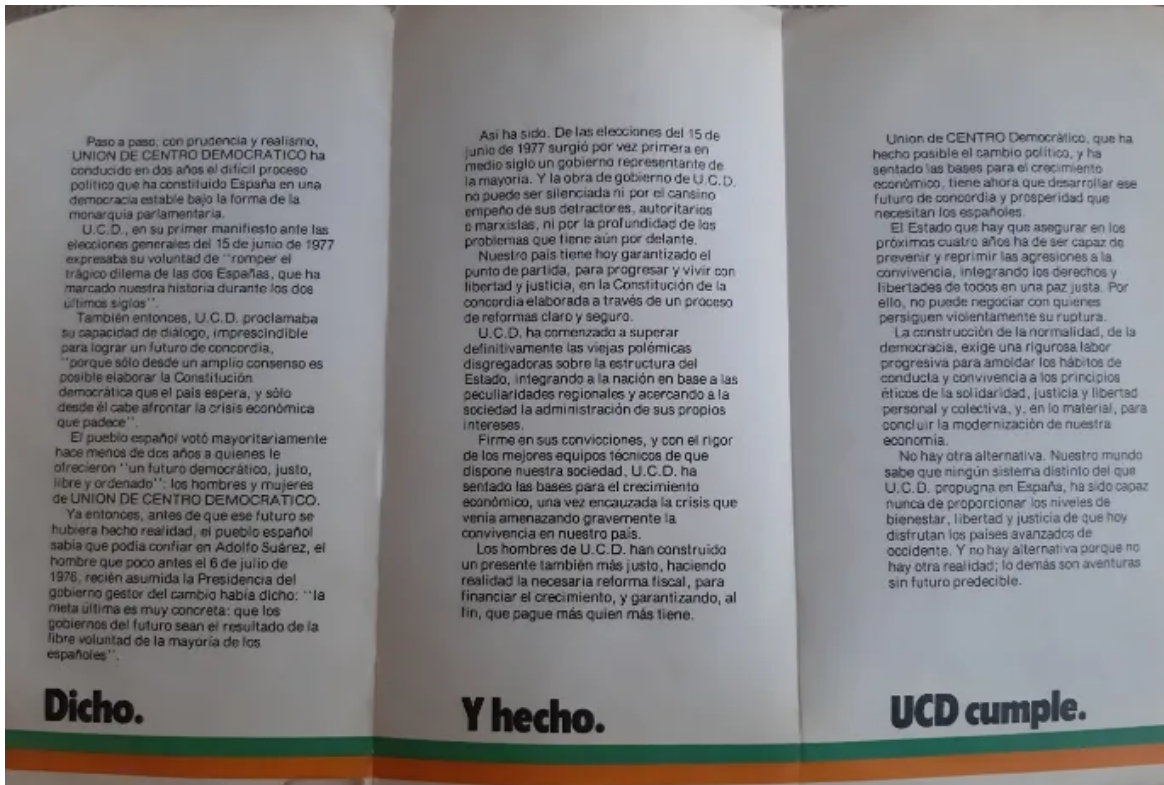 Paso a paso, con prudencia y realismo,
UNION DE CENTRO DEMOCRATICO ha
conducido en dos años el difícil proceso
político que ha constituido España en una
democracia estable bajo la forma de la
monarquía parlamentaria.
U.C.D., en su primer manifiesto ante las
elecciones generales del 15 de junio de 1977
expresaba su voluntad de "romper el
trágico dilema de las dos Españas, que ha
marcado nuestra historia durante los dos
últimos siglos".
También entonces, U.C.D. proclamaba
su capacidad de diálogo, imprescindible
para lograr un futuro de concordia,
"porque sólo desde un amplio consenso es
posible elaborar la Constitución
democrática que el país espera, y sólo
desde él cabe afrontar la crisis económica
que padece".
El pueblo español votó mayoritariamente
hace menos de dos años a quienes le
ofrecieron "un futuro democrático, justo,
libre y ordenado": los hombres y mujeres
de UNION DE CENTRO DEMOCRATICO.
Ya entonces, antes de que ese futuro se
hubiera hecho realidad, el pueblo español
sabía que podía confiar en Adolfo Suárez, el
hombre que poco antes el 6 de julio de
1976, recién asumida la Presidencia del
gobierno gestor del cambio había dicho: "la
meta última es muy concreta: que los
gobiernos del futuro sean el resultado de la
libre voluntad de la mayoría de los
españoles".
Dicho.
Así ha sido. De las elecciones del 15 de
junio de 1977 surgió por vez primera en
medio siglo un gobierno representante de
la mayoría. Y la obra de gobierno de U.C.D.
no puede ser silenciada ni por el cansino
empeño de sus detractores, autoritarios
o marxistas, ni por la profundidad de los
problemas que tiene aún por delante.
Nuestro país tiene hoy garantizado el
punto de partida, para progresar y vivir con
libertad y justicia, en la Constitución de la
concordia elaborada a través de un proceso
de reformas claro y seguro.
U.C.D. ha comenzado a superar
definitivamente las viejas polémicas
disgregadoras sobre la estructura del
Estado, integrando a la nación en base a las
peculiaridades regionales y acercando a la
sociedad la administración de sus propios
intereses.
Firme en sus convicciones, y con el rigor
de los mejores equipos técnicos de que
dispone nuestra sociedad, U.C.D. ha
sentado las bases para el crecimiento
económico, una vez encauzada la crisis que
venía amenazando gravemente la
convivencia en nuestro país.
Los hombres de U.C.D. han construido
un presente también más justo, haciendo
realidad la necesaria reforma fiscal, para
financiar el crecimiento, y garantizando, al
fin, que pague más quien más tiene.
Y hecho.
Union de CENTRO Democrático, que ha
hecho posible el cambio político, y ha
sentado las bases para el crecimiento
económico, tiene ahora que desarrollar ese
futuro de concordia y prosperidad que
necesitan los españoles.
El Estado que hay que asegurar en los
próximos cuatro años ha de ser capaz de
prevenir y reprimir las agresiones a la
convivencia, integrando los derechos y
libertades de todos en una paz justa. Por
ello, no puede negociar con quienes
persiguen violentamente su ruptura.
La construcción de la normalidad, de la
democracia, exige una rigurosa labor
progresiva para amoldar los hábitos de
conducta y convivencia a los principios
éticos de la solidaridad, justicia y libertad
personal y colectiva, y, en lo material, para
concluir la modernización de nuestra
economía.
No hay otra alternativa. Nuestro mundo
sabe que ningún sistema distinto del que
U.C.D. propugna en España, ha sido capaz
nunca de proporcionar los niveles de
bienestar, libertad y justicia de que hoy
disfrutan los países avanzados de
occidente. Y no hay alternativa porque no
hay otra realidad; lo demás son aventuras
sin futuro predecible.
UCD cumple.